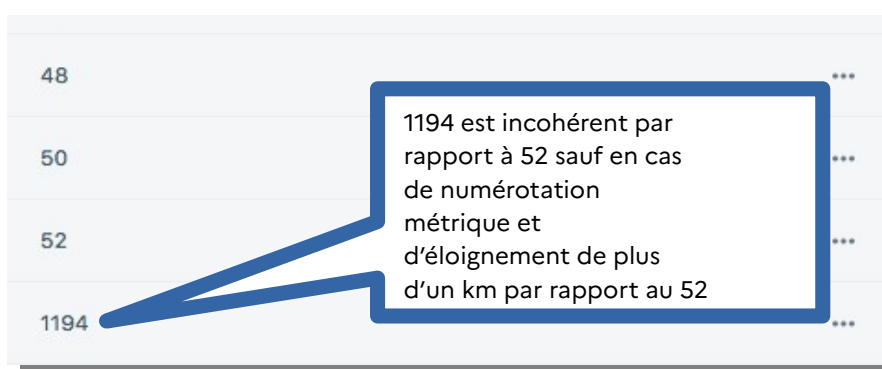 48
1194 est incohérent par
rapport à 52 sauf en cas
de numérotation
métrique et
d'éloignement de plus
d'un km par rapport au 52
50
52
1194